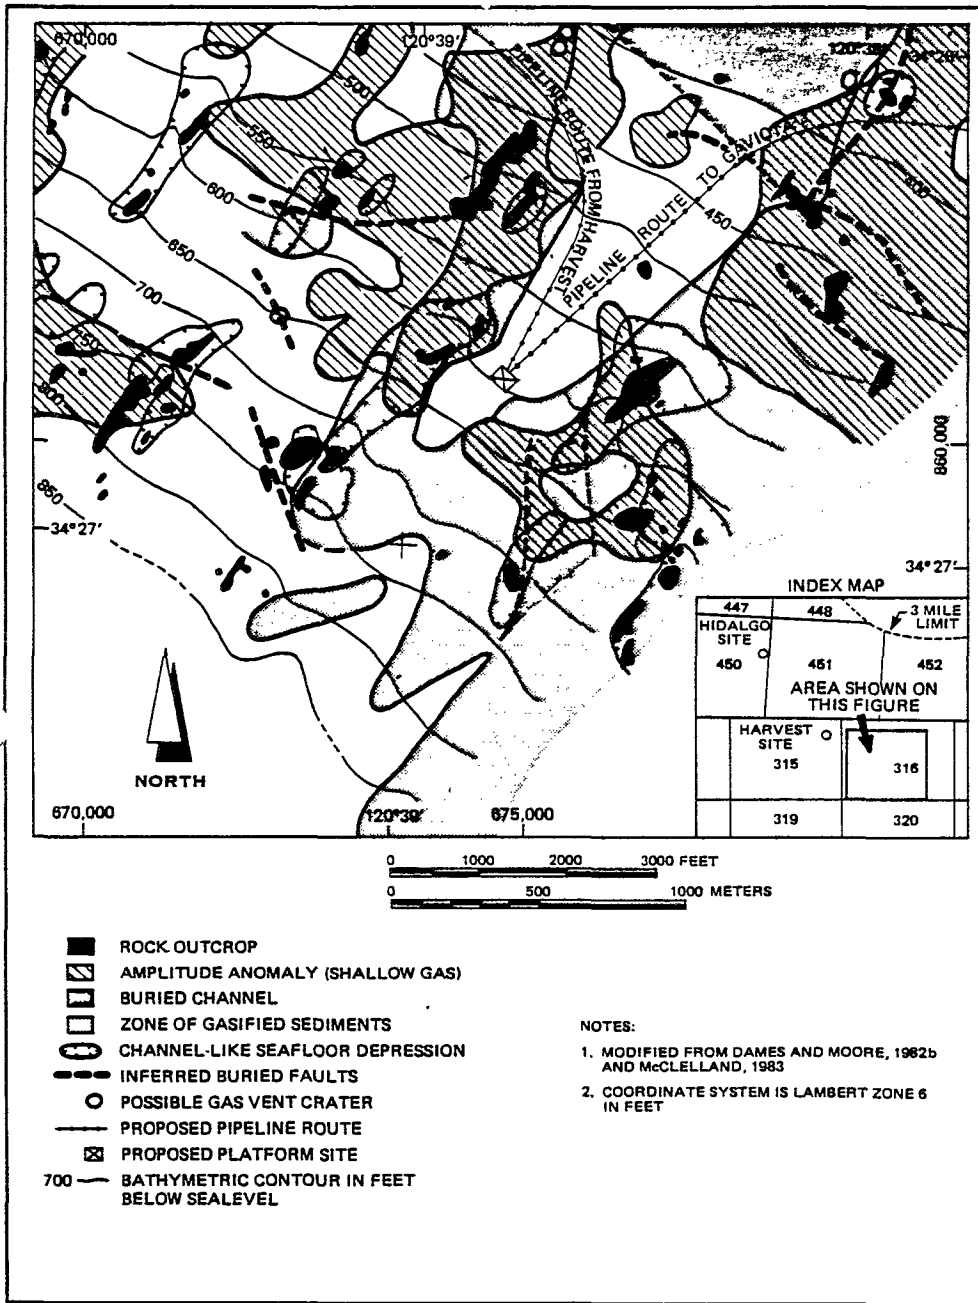 670,000
120°39'
120°38'
PIPELINE ROUTE FROM HARVEST
PIPELINE ROUTE TO GAVIOTA
500
550
600
650
700
750
800
850
450
400
860,000
34°27'
34°27'
INDEX MAP
447
448
3 MILE
LIMIT
HIDALGO
SITE
450
451
452
AREA SHOWN ON
THIS FIGURE
HARVEST
SITE
315
316
319
320
NORTH
670,000
120°39'
675,000
0 1000 2000 3000 FEET
0 500 1000 METERS
ROCK OUTCROP
AMPLITUDE ANOMALY (SHALLOW GAS)
BURIED CHANNEL
ZONE OF GASIFIED SEDIMENTS
CHANNEL-LIKE SEAFLOOR DEPRESSION
INFERRED BURIED FAULTS
POSSIBLE GAS VENT CRATER
PROPOSED PIPELINE ROUTE
PROPOSED PLATFORM SITE
700 BATHYMETRIC CONTOUR IN FEET
BELOW SEALEVEL
NOTES:
1. MODIFIED FROM DAMES AND MOORE, 1982b
AND McCLELLAND, 1983
2. COORDINATE SYSTEM IS LAMBERT ZONE 6
IN FEET